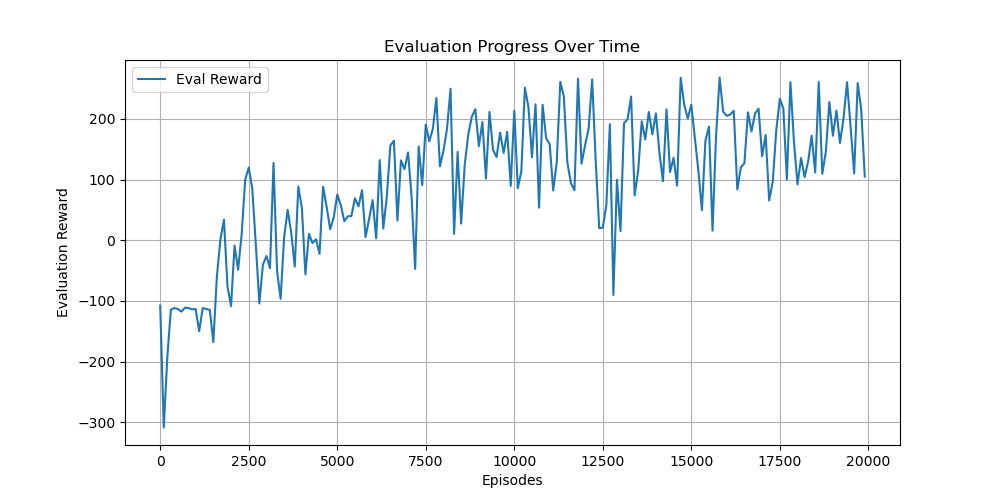 Evaluation Progress Over Time
Eval Reward
Evaluation Reward
200
100
0
−100
−200
−300
0 2500 5000 7500 10000 12500 15000 17500 20000
Episodes